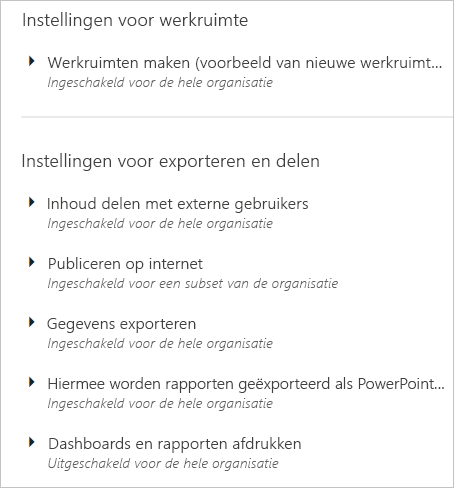 Instellingen voor werkruimte
Werkruimten maken (voorbeeld van nieuwe werkruimt...
Ingeschakeld voor de hele organisatie
Instellingen voor exporteren en delen
Inhoud delen met externe gebruikers
Ingeschakeld voor de hele organisatie
Publiceren op internet
Ingeschakeld voor een subset van de organisatie
Gegevens exporteren
Ingeschakeld voor de hele organisatie
Hiermee worden rapporten geëxporteerd als PowerPoint...
Ingeschakeld voor de hele organisatie
Dashboards en rapporten afdrukken
Uitgeschakeld voor de hele organisatie